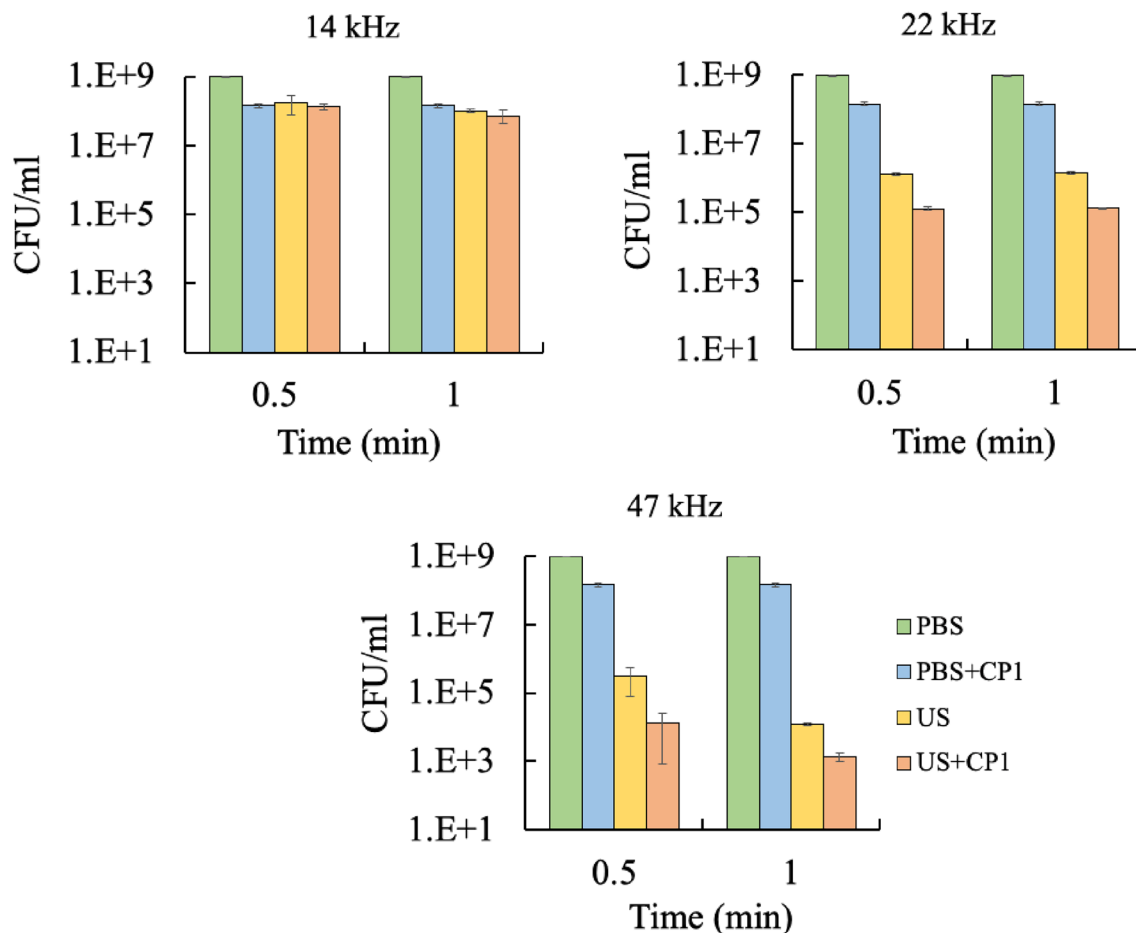 14 kHz
1.E+9
1.E+7
1.E+5
1.E+3
1.E+1
CFU/ml
0.5 1
Time (min)
22 kHz
1.E+9
1.E+7
1.E+5
1.E+3
1.E+1
CFU/ml
0.5 1
Time (min)
47 kHz
1.E+9
1.E+7
1.E+5
1.E+3
1.E+1
CFU/ml
0.5 1
Time (min)
PBS
PBS+CP1
US
US+CP1